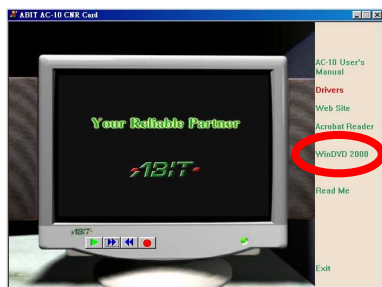 ABIT AC-10 CNR Card
Your Reliable Partner
ABIT
ABIT
AC-10 User's
Manual
Drivers
Web Site
Acrobat Reader
WinDVD 2000
Read Me
Exit